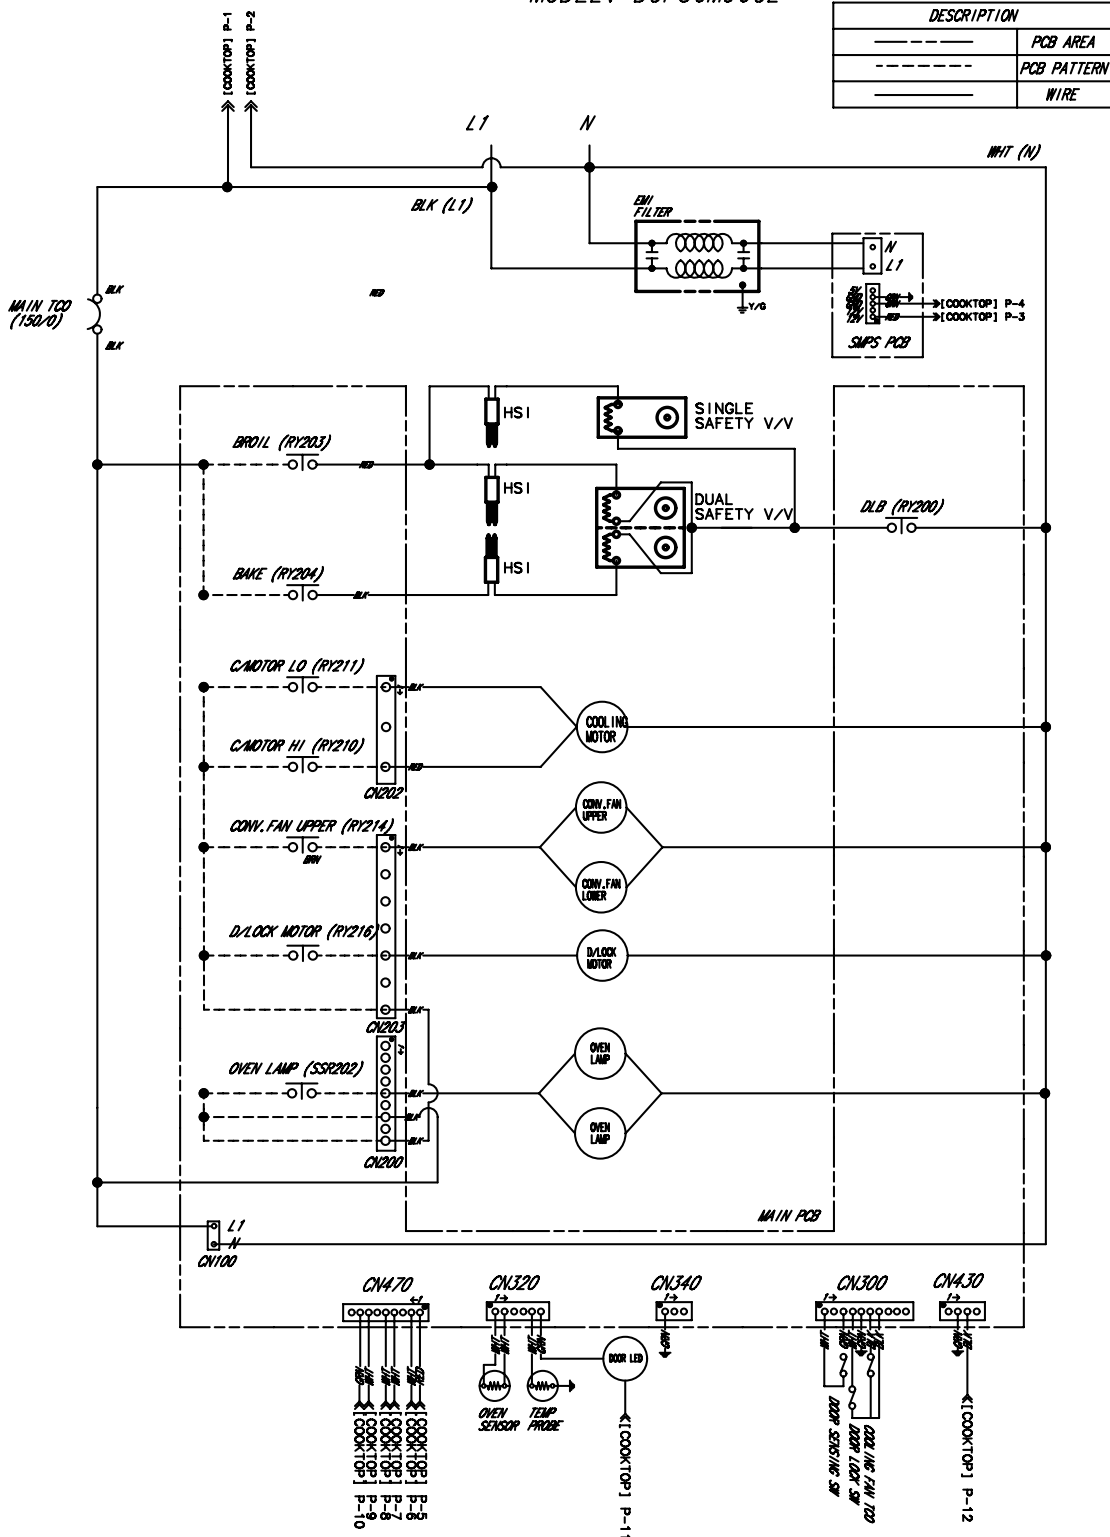 [COOKTOP] P-1
[COOKTOP] P-2
DESCRIPTION
PCB AREA
PCB PATTERN
WIRE
L1
N
WHT (N)
BLK (L1)
EMI
FILTER
N
L1
Y/G
[COOKTOP] P-4
[COOKTOP] P-3
12V
RED
SMPS PCB
MAIN TCO
(150/0)
BLK
BLK
RED
HSI
SINGLE
SAFETY V/V
BROIL (RY203)
RED
HSI
DUAL
SAFETY V/V
DLB (RY200)
HSI
BAKE (RY204)
BLK
C/MOTOR LO (RY211)
BLK
COOLING
MOTOR
C/MOTOR HI (RY210)
RED
CN202
CONV.FAN
UPPER
CONV.FAN UPPER (RY214)
BRN
BLK
CONV.FAN
LOWER
D/LOCK MOTOR (RY216)
BLK
D/LOCK
MOTOR
BLK
CN203
OVEN
LAMP
OVEN LAMP (SSR202)
BLK
BLK
OVEN
LAMP
BLK
CN200
MAIN PCB
L1
N
CN100
CN470
CN320
CN340
CN300
CN430
DOOR LED
OVEN
SENSOR
TEMP
PROBE
[COOKTOP] P-5
[COOKTOP] P-6
[COOKTOP] P-7
[COOKTOP] P-8
[COOKTOP] P-9
[COOKTOP] P-10
[COOKTOP] P-11
COOLING FAN TCO
DOOR LOCK SW
DOOR SENSING SW
[COOKTOP] P-12